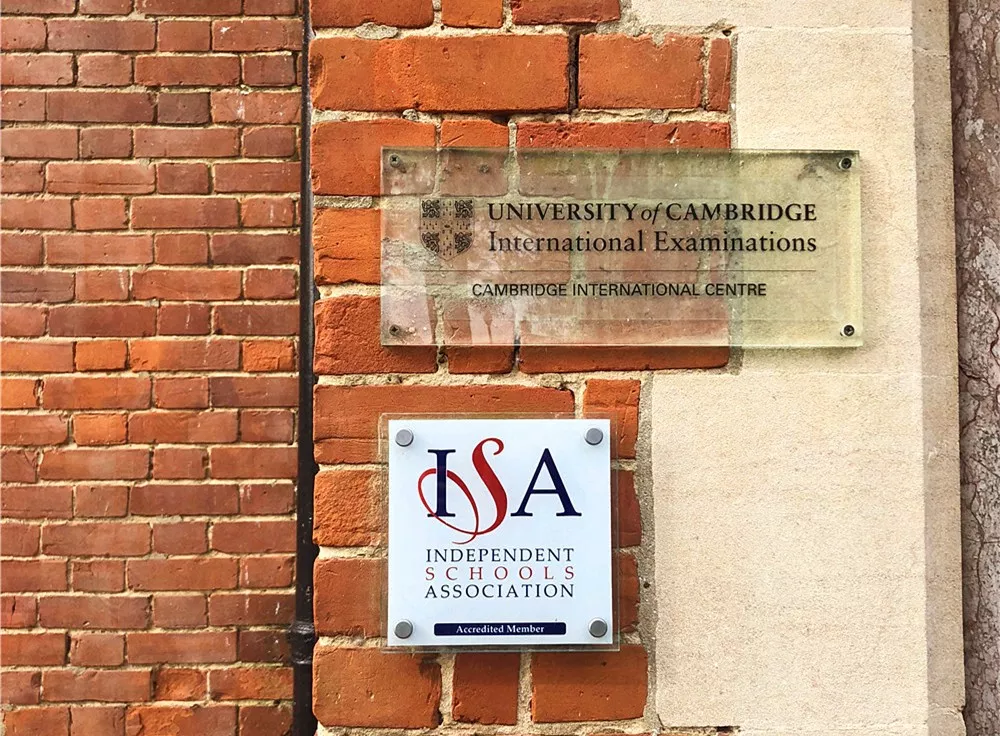 UNIVERSITY of CAMBRIDGE
International Examinations
CAMBRIDGE INTERNATIONAL CENTRE
ISA
INDEPENDENT
SCHOOLS
ASSOCIATION
Accredited Member